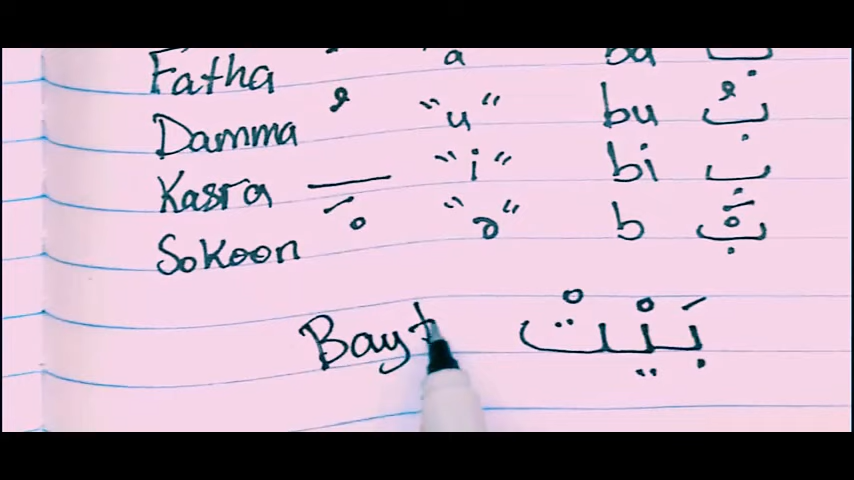 Fatha َ "a" ba بَ
Damma ُ "u" bu بُ
Kasra ِ "i" bi بِ
Sokoon ْ "ə" b بْ
Bayt بَيْتْ